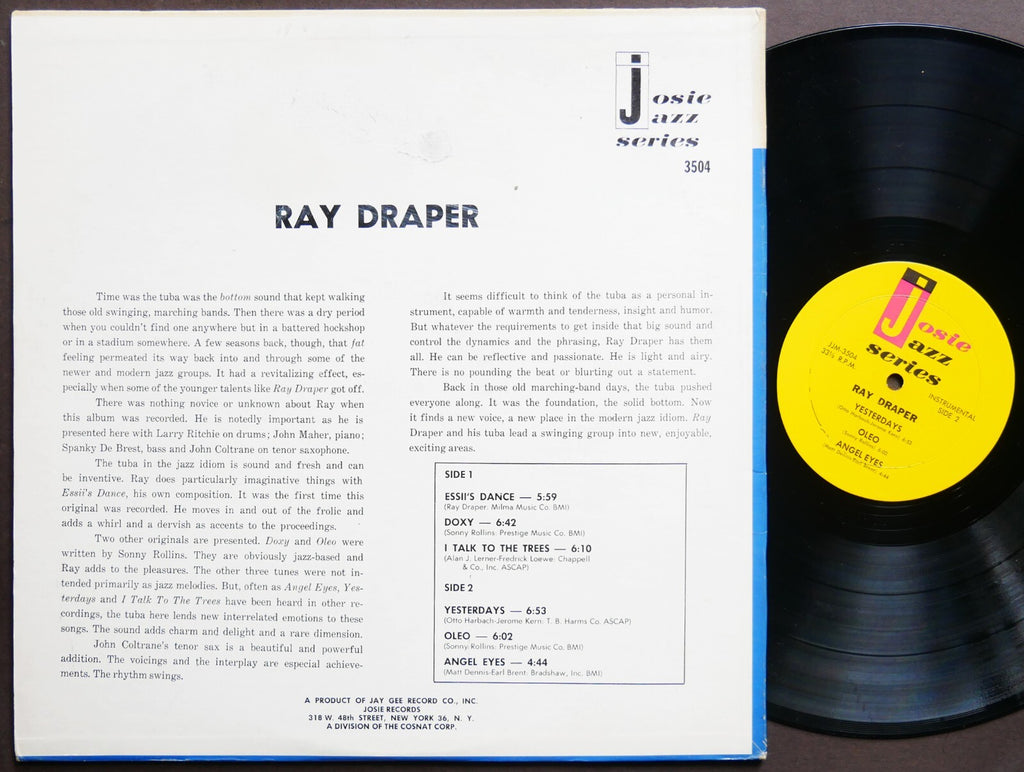 Josie
Jazz
series
3504
RAY DRAPER
Time was the tuba was the bottom sound that kept walking
those old swinging, marching bands. Then there was a dry period
when you couldn't find one anywhere but in a battered hockshop
or in a stadium somewhere. A few seasons back, though, that fat
feeling permeated its way back into and through some of the
newer and modern jazz groups. It had a revitalizing effect, es-
pecially when some of the younger talents like Ray Draper got off.
There was nothing novice or unknown about Ray when
this album was recorded. He is notedly important as he is
presented here with Larry Ritchie on drums; John Maher, piano;
Spanky De Brest, bass and John Coltrane on tenor saxophone.
The tuba in the jazz idiom is sound and fresh and can
be inventive. Ray does particularly imaginative things with
Essii's Dance, his own composition. It was the first time this
original was recorded. He moves in and out of the frolic and
adds a whirl and a dervish as accents to the proceedings.
Two other originals are presented. Doxy and Oleo were
written by Sonny Rollins. They are obviously jazz-based and
Ray adds to the pleasures. The other three tunes were not in-
tended primarily as jazz melodies. But, often as Angel Eyes, Yes-
terdays and I Talk To The Trees have been heard in other re-
cordings, the tuba here lends new interrelated emotions to these
songs. The sound adds charm and delight and a rare dimension.
John Coltrane's tenor sax is a beautiful and powerful
addition. The voicings and the interplay are especial achieve-
ments. The rhythm swings.
It seems difficult to think of the tuba as a personal in-
strument, capable of warmth and tenderness, insight and humor.
But whatever the requirements to get inside that big sound and
control the dynamics and the phrasing, Ray Draper has them
all. He can be reflective and passionate. He is light and airy.
There is no pounding the beat or blurting out a statement.
Back in those old marching-band days, the tuba pushed
everyone along. It was the foundation, the solid bottom. Now
it finds a new voice, a new place in the modern jazz idiom. Ray
Draper and his tuba lead a swinging group into new, enjoyable,
exciting areas.
SIDE 1
ESSII'S DANCE — 5:59
(Ray Draper: Milma Music Co. BMI)
DOXY — 6:42
(Sonny Rollins: Prestige Music Co. BMI)
I TALK TO THE TREES — 6:10
(Alan J. Lerner-Fredrick Loewe: Chappell
& Co., Inc. ASCAP)
SIDE 2
YESTERDAYS — 6:53
(Otto Harbach-Jerome Kern: T. B. Harms Co. ASCAP)
OLEO — 6:02
(Sonny Rollins: Prestige Music Co. BMI)
ANGEL EYES — 4:44
(Matt Dennis-Earl Brent: Bradshaw, Inc. BMI)
A PRODUCT OF JAY GEE RECORD CO., INC.
JOSIE RECORDS
318 W. 48th STREET, NEW YORK 36, N. Y.
A DIVISION OF THE COSNAT CORP.
Josie
Jazz
series
JJM-3504
33⅓ R.P.M.
INSTRUMENTAL
SIDE 2
RAY DRAPER
YESTERDAYS
(Otto Harbach-Jerome Kern) 6:53
OLEO
(Sonny Rollins) 6:02
ANGEL EYES
(Matt Dennis-Earl Brent) 4:44